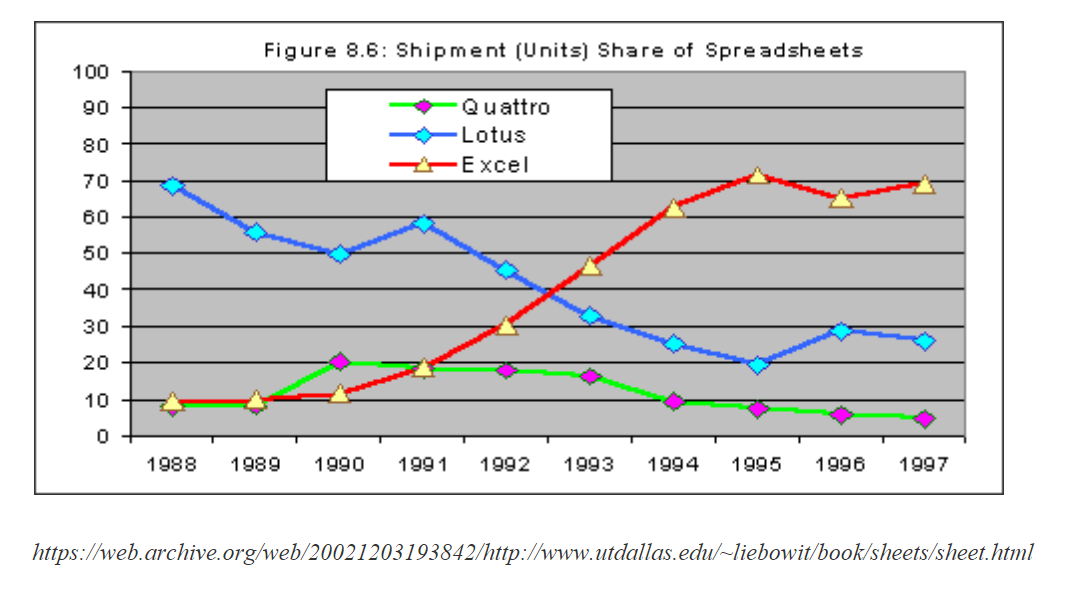 Figure 8.6: Shipment (Units) Share of Spreadsheets
100
90
80
70
60
50
40
30
20
10
0
Quattro
Lotus
Excel
1988 1989 1990 1991 1992 1993 1994 1995 1996 1997
https://web.archive.org/web/20021203193842/http://www.utdallas.edu/~liebowit/book/sheets/sheet.html